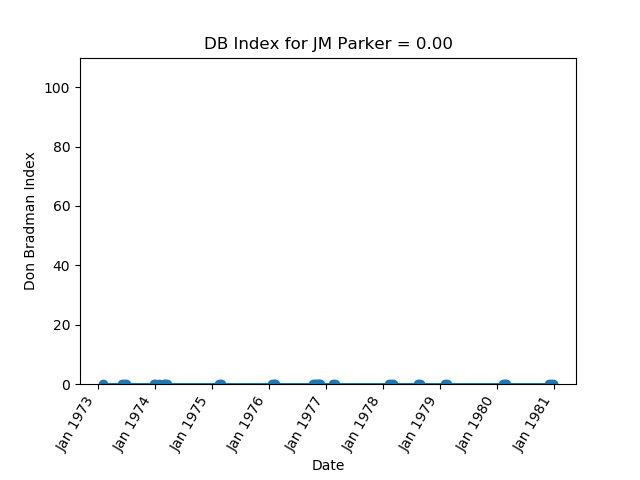 DB Index for JM Parker = 0.00
Don Bradman Index
100
80
60
40
20
0
Jan 1973
Jan 1974
Jan 1975
Jan 1976
Jan 1977
Jan 1978
Jan 1979
Jan 1980
Jan 1981
Date